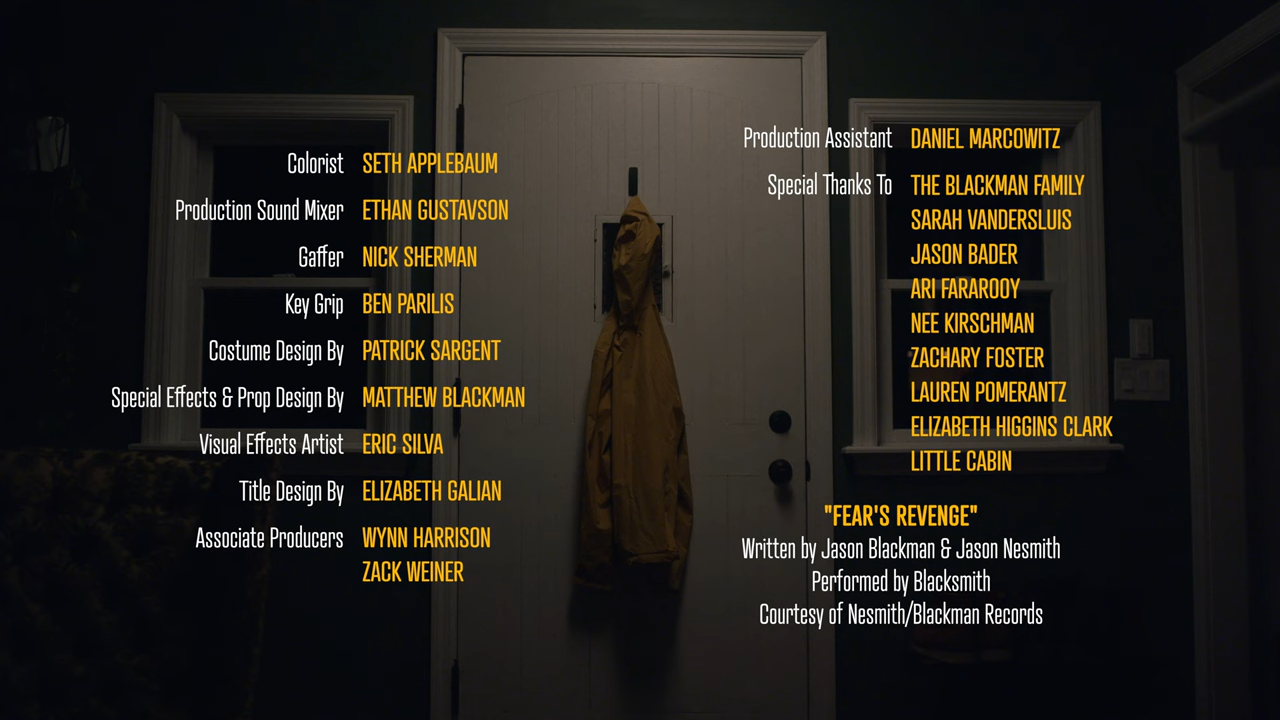 Colorist SETH APPLEBAUM
Production Sound Mixer ETHAN GUSTAVSON
Gaffer NICK SHERMAN
Key Grip BEN PARILIS
Costume Design By PATRICK SARGENT
Special Effects & Prop Design By MATTHEW BLACKMAN
Visual Effects Artist ERIC SILVA
Title Design By ELIZABETH GALIAN
Associate Producers WYNN HARRISON
ZACK WEINER
Production Assistant DANIEL MARCOWITZ
Special Thanks To THE BLACKMAN FAMILY
SARAH VANDERSLUIS
JASON BADER
ARI FARAROOY
NEE KIRSCHMAN
ZACHARY FOSTER
LAUREN POMERANTZ
ELIZABETH HIGGINS CLARK
LITTLE CABIN
"FEAR'S REVENGE"
Written by Jason Blackman & Jason Nesmith
Performed by Blacksmith
Courtesy of Nesmith/Blackman Records